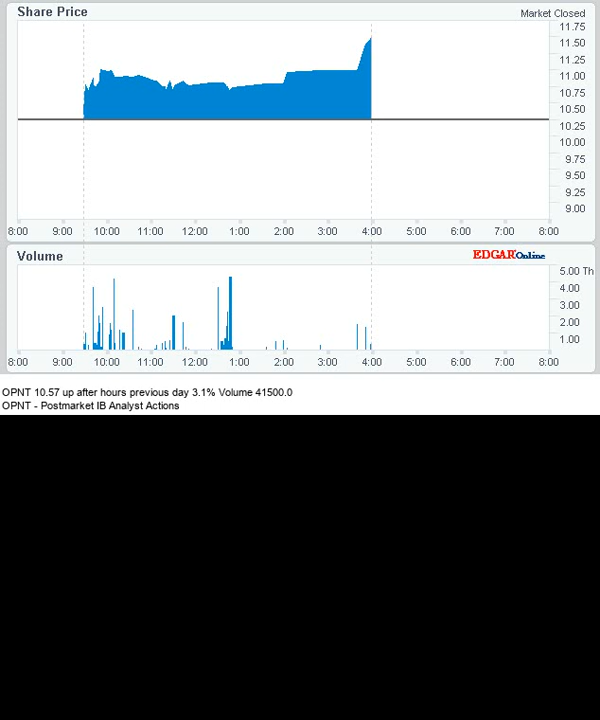 Share Price
Market Closed
11.75
11.50
11.25
11.00
10.75
10.50
10.25
10.00
9.75
9.50
9.25
9.00
8:00 9:00 10:00 11:00 12:00 1:00 2:00 3:00 4:00 5:00 6:00 7:00 8:00
Volume
EDGAR Online
5.00 Th
4.00
3.00
2.00
1.00
8:00 9:00 10:00 11:00 12:00 1:00 2:00 3:00 4:00 5:00 6:00 7:00 8:00
OPNT 10.57 up after hours previous day 3.1% Volume 41500.0
OPNT - Postmarket IB Analyst Actions